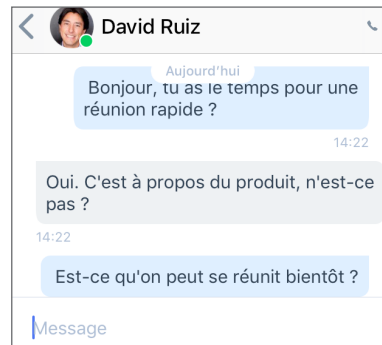 David Ruiz
Aujourd'hui
Bonjour, tu as le temps pour une
réunion rapide ?
14:22
Oui. C'est à propos du produit, n'est-ce
pas ?
14:22
Est-ce qu'on peut se réunit bientôt ?
Message